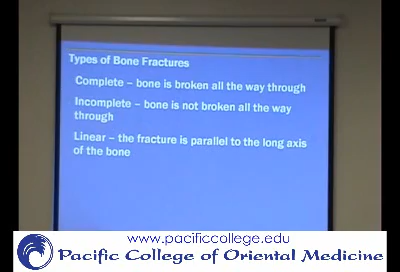 Types of Bone Fractures
Complete – bone is broken all the way through
Incomplete – bone is not broken all the way
through
Linear – the fracture is parallel to the long axis
of the bone
www.pacificcollege.edu
Pacific College of Oriental Medicine